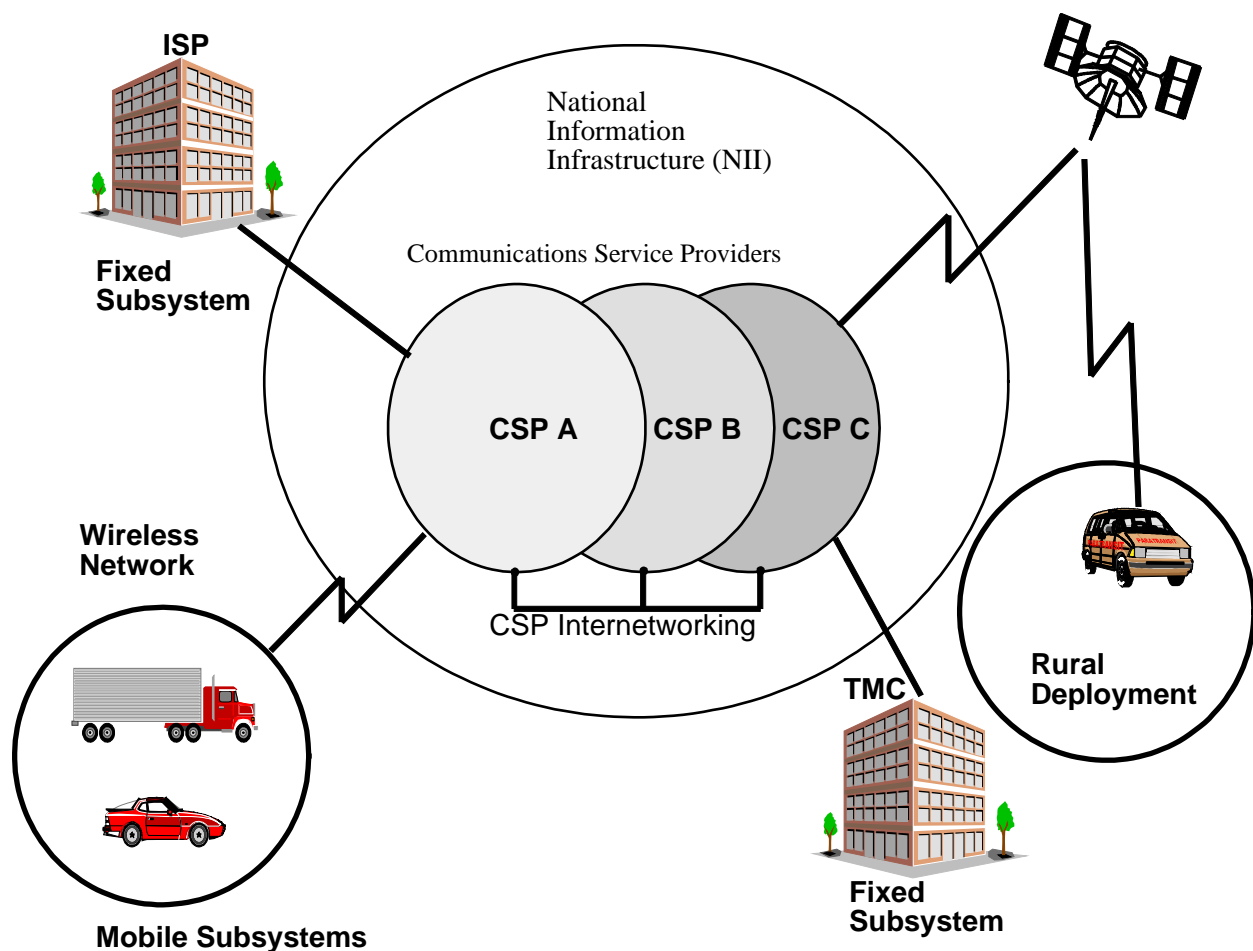 ISP
National
Information
Infrastructure (NII)
Communications Service Providers
Fixed
Subsystem
CSP A
CSP B
CSP C
Wireless
Network
PARATRANSIT
CSP Internetworking
Rural
Deployment
TMC
Fixed
Subsystem
Mobile Subsystems